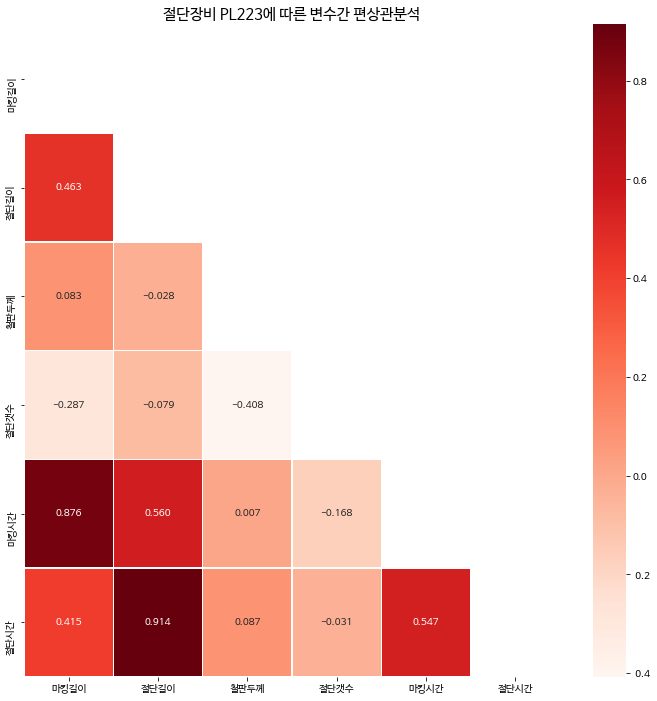 절단장비 PL223에 따른 변수간 편상관분석
마킹길이
절단길이
0.463
철판두께
0.083 −0.028
절단갯수
−0.287 −0.079 −0.408
마킹시간
0.876 0.560 0.007 −0.168
절단시간
0.415 0.914 0.087 −0.031 0.547
마킹길이 절단길이 철판두께 절단갯수 마킹시간 절단시간
0.8
0.6
0.4
0.2
0.0
0.2
0.4